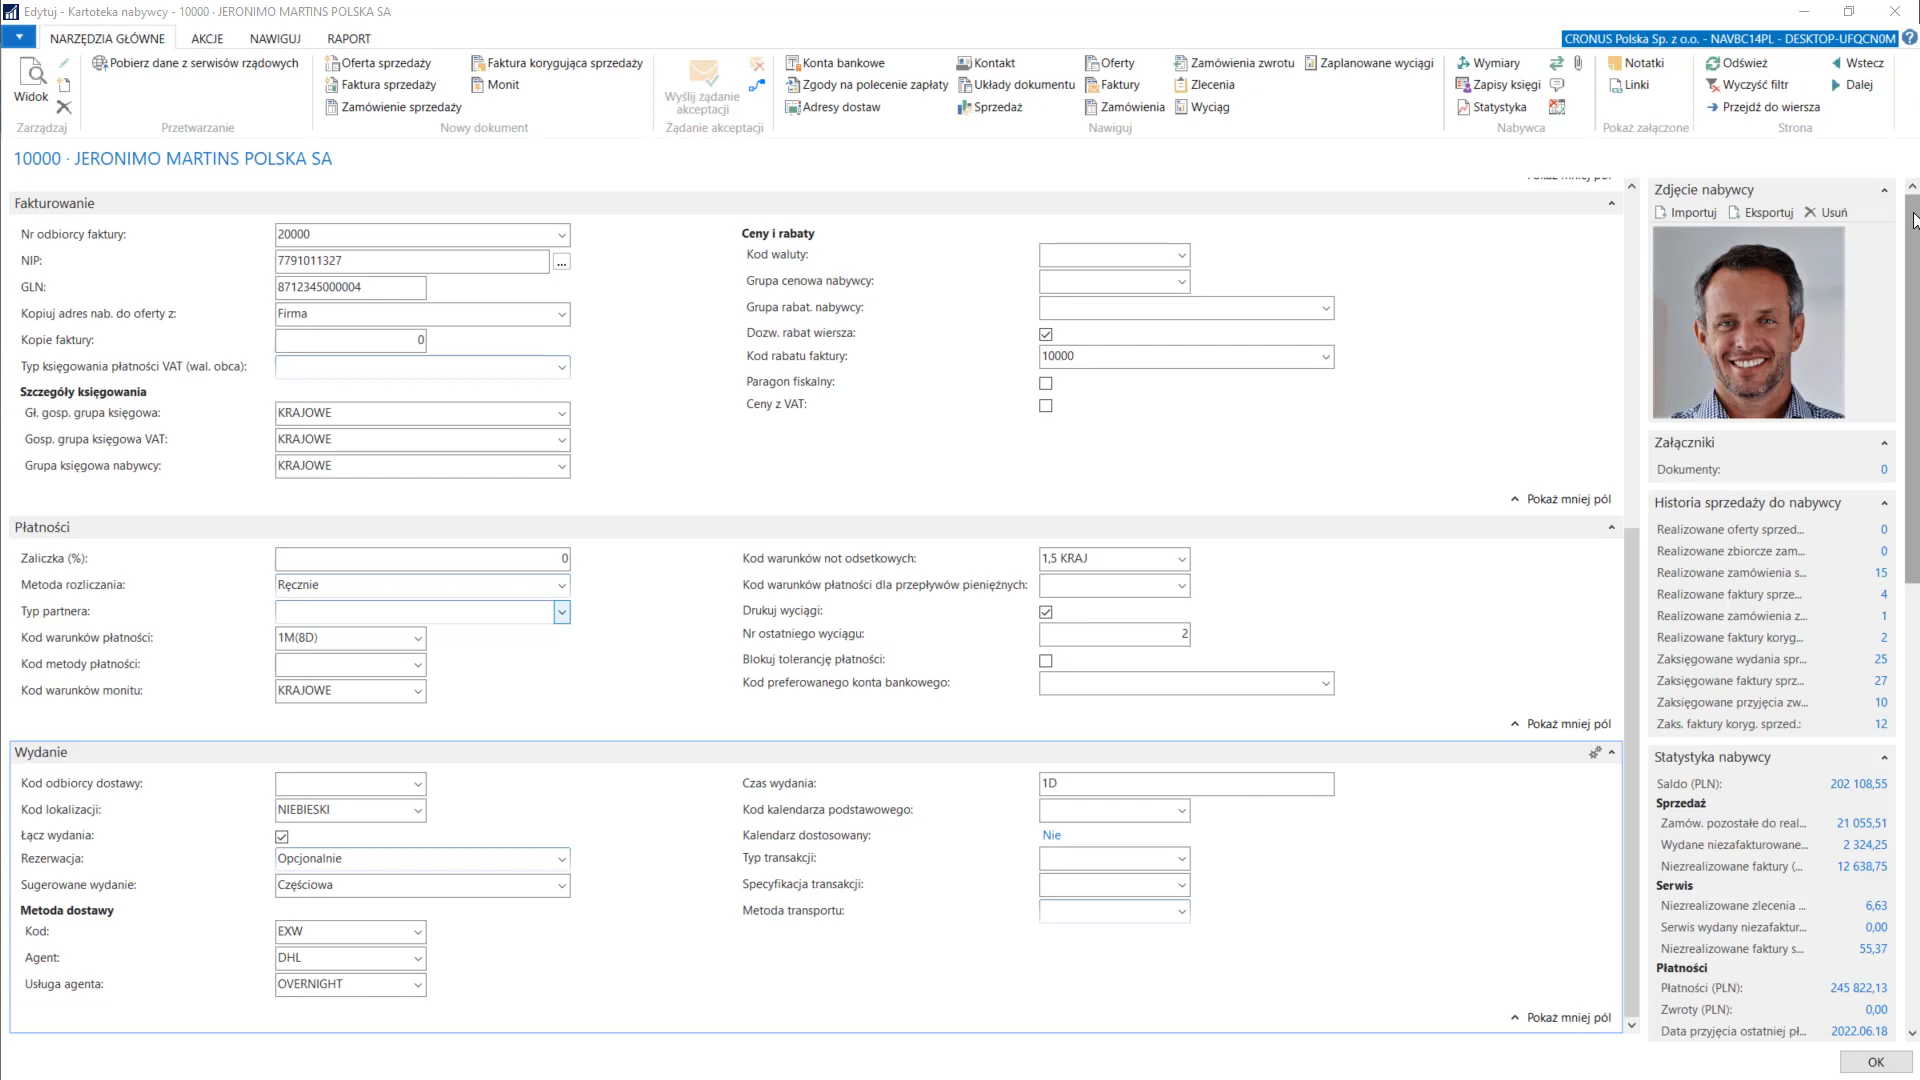 Edytuj - Kartoteka nabywcy - 10000 · JERONIMO MARTINS POLSKA SA
NARZĘDZIA GŁÓWNE AKCJE NAWIGUJ RAPORT
CRONUS Polska Sp. z o.o. - NAVBC14PL - DESKTOP-UFQCN0M
Widok
Zarządzaj
Pobierz dane z serwisów rządowych
Przetwarzanie
Oferta sprzedaży
Faktura sprzedaży
Zamówienie sprzedaży
Faktura korygująca sprzedaży
Monit
Nowy dokument
Wyślij żądanie
akceptacji
Żądanie akceptacji
Konta bankowe
Zgody na polecenie zapłaty
Adresy dostaw
Kontakt
Układy dokumentu
Sprzedaż
Oferty
Faktury
Zamówienia
Zamówienia zwrotu
Zlecenia
Wyciąg
Zaplanowane wyciągi
Nawiguj
Wymiary
Zapisy księgi
Statystyka
Nabywca
Notatki
Linki
Pokaż załączone
Odśwież
Wyczyść filtr
Przejdź do wiersza
Wstecz
Dalej
Strona
10000 · JERONIMO MARTINS POLSKA SA
Pokaż mniej pól
Fakturowanie
Nr odbiorcy faktury: 20000
NIP: 7791011327 ...
GLN: 8712345000004
Kopiuj adres nab. do oferty z: Firma
Kopie faktury: 0
Typ księgowania płatności VAT (wal. obca):
Szczegóły księgowania
Gł. gosp. grupa księgowa: KRAJOWE
Gosp. grupa księgowa VAT: KRAJOWE
Grupa księgowa nabywcy: KRAJOWE
Ceny i rabaty
Kod waluty:
Grupa cenowa nabywcy:
Grupa rabat. nabywcy:
Dozw. rabat wiersza:
Kod rabatu faktury: 10000
Paragon fiskalny:
Ceny z VAT:
Pokaż mniej pól
Płatności
Zaliczka (%): 0
Metoda rozliczania: Ręcznie
Typ partnera:
Kod warunków płatności: 1M(8D)
Kod metody płatności:
Kod warunków monitu: KRAJOWE
Kod warunków not odsetkowych: 1,5 KRAJ
Kod warunków płatności dla przepływów pieniężnych:
Drukuj wyciągi:
Nr ostatniego wyciągu: 2
Blokuj tolerancję płatności:
Kod preferowanego konta bankowego:
Pokaż mniej pól
Wydanie
Kod odbiorcy dostawy:
Kod lokalizacji: NIEBIESKI
Łącz wydania:
Rezerwacja: Opcjonalnie
Sugerowane wydanie: Częściowa
Metoda dostawy
Kod: EXW
Agent: DHL
Usługa agenta: OVERNIGHT
Czas wydania: 1D
Kod kalendarza podstawowego:
Kalendarz dostosowany: Nie
Typ transakcji:
Specyfikacja transakcji:
Metoda transportu:
Pokaż mniej pól
Zdjęcie nabywcy
Importuj Eksportuj Usuń
Załączniki
Dokumenty: 0
Historia sprzedaży do nabywcy
Realizowane oferty sprzed... 0
Realizowane zbiorcze zam... 0
Realizowane zamówienia s... 15
Realizowane faktury sprze... 4
Realizowane zamówienia z... 1
Realizowane faktury koryg... 2
Zaksięgowane wydania spr... 25
Zaksięgowane faktury sprz... 27
Zaksięgowane przyjęcia zw... 10
Zaks. faktury koryg. sprzed.: 12
Statystyka nabywcy
Saldo (PLN): 202 108,55
Sprzedaż
Zamów. pozostałe do real... 21 055,51
Wydane niezafakturowane... 2 324,25
Niezrealizowane faktury (... 12 638,75
Serwis
Niezrealizowane zlecenia ... 6,63
Serwis wydany niezafaktur... 0,00
Niezrealizowane faktury s... 55,37
Płatności
Płatności (PLN): 245 822,13
Zwroty (PLN): 0,00
Data przyjęcia ostatniej pł... 2022.06.18
OK